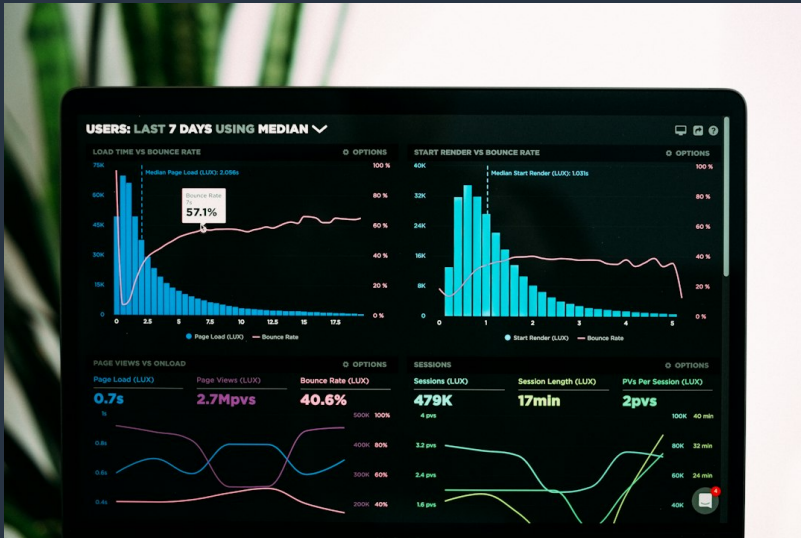 USERS: LAST 7 DAYS USING MEDIAN
LOAD TIME VS BOUNCE RATE
OPTIONS
75K
60K
45K
30K
15K
0
100 %
80 %
60 %
40 %
20 %
0 %
Median Page Load (LUX): 2.056s
Bounce Rate
7s
57.1%
0 2.5 5 7.5 10 12.5 15 17.5
Page Load (LUX) Bounce Rate
START RENDER VS BOUNCE RATE
OPTIONS
40K
32K
24K
16K
8K
0
100 %
80 %
60 %
40 %
20 %
0 %
Median Start Render (LUX): 1.031s
0 1 2 3 4 5
Start Render (LUX) Bounce Rate
PAGE VIEWS VS ONLOAD
OPTIONS
Page Load (LUX) Page Views (LUX) Bounce Rate (LUX)
0.7s 2.7Mpvs 40.6%
0.8s
0.6s
0.4s
500K 100%
400K 80%
300K 60%
200K 40%
SESSIONS
OPTIONS
Sessions (LUX) Session Length (LUX) PVs Per Session (LUX)
479K 17min 2pvs
4 pvs
3.2 pvs
2.4 pvs
1.6 pvs
100K 40 min
80K 32 min
60K 24 min
40K
4